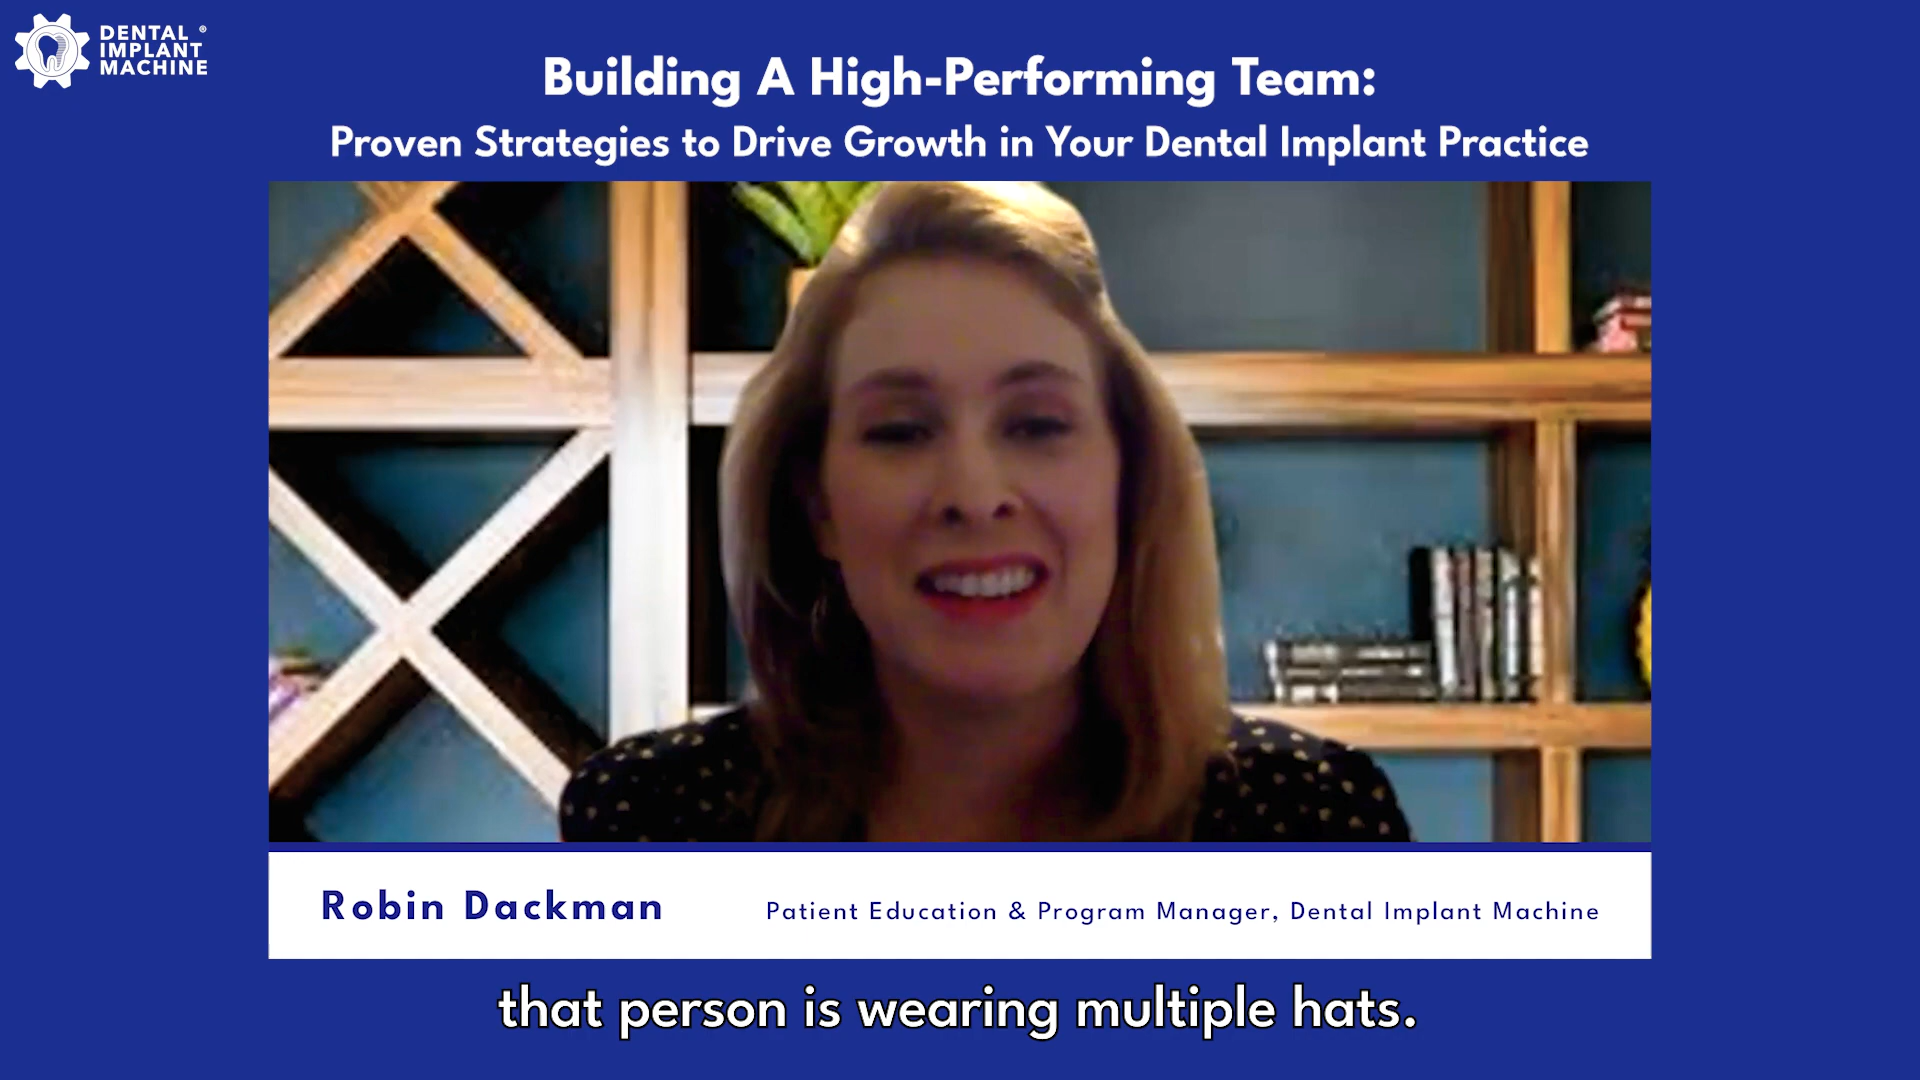 DENTAL ®
IMPLANT
MACHINE
Building A High-Performing Team:
Proven Strategies to Drive Growth in Your Dental Implant Practice
Robin Dackman
Patient Education & Program Manager, Dental Implant Machine
that person is wearing multiple hats.